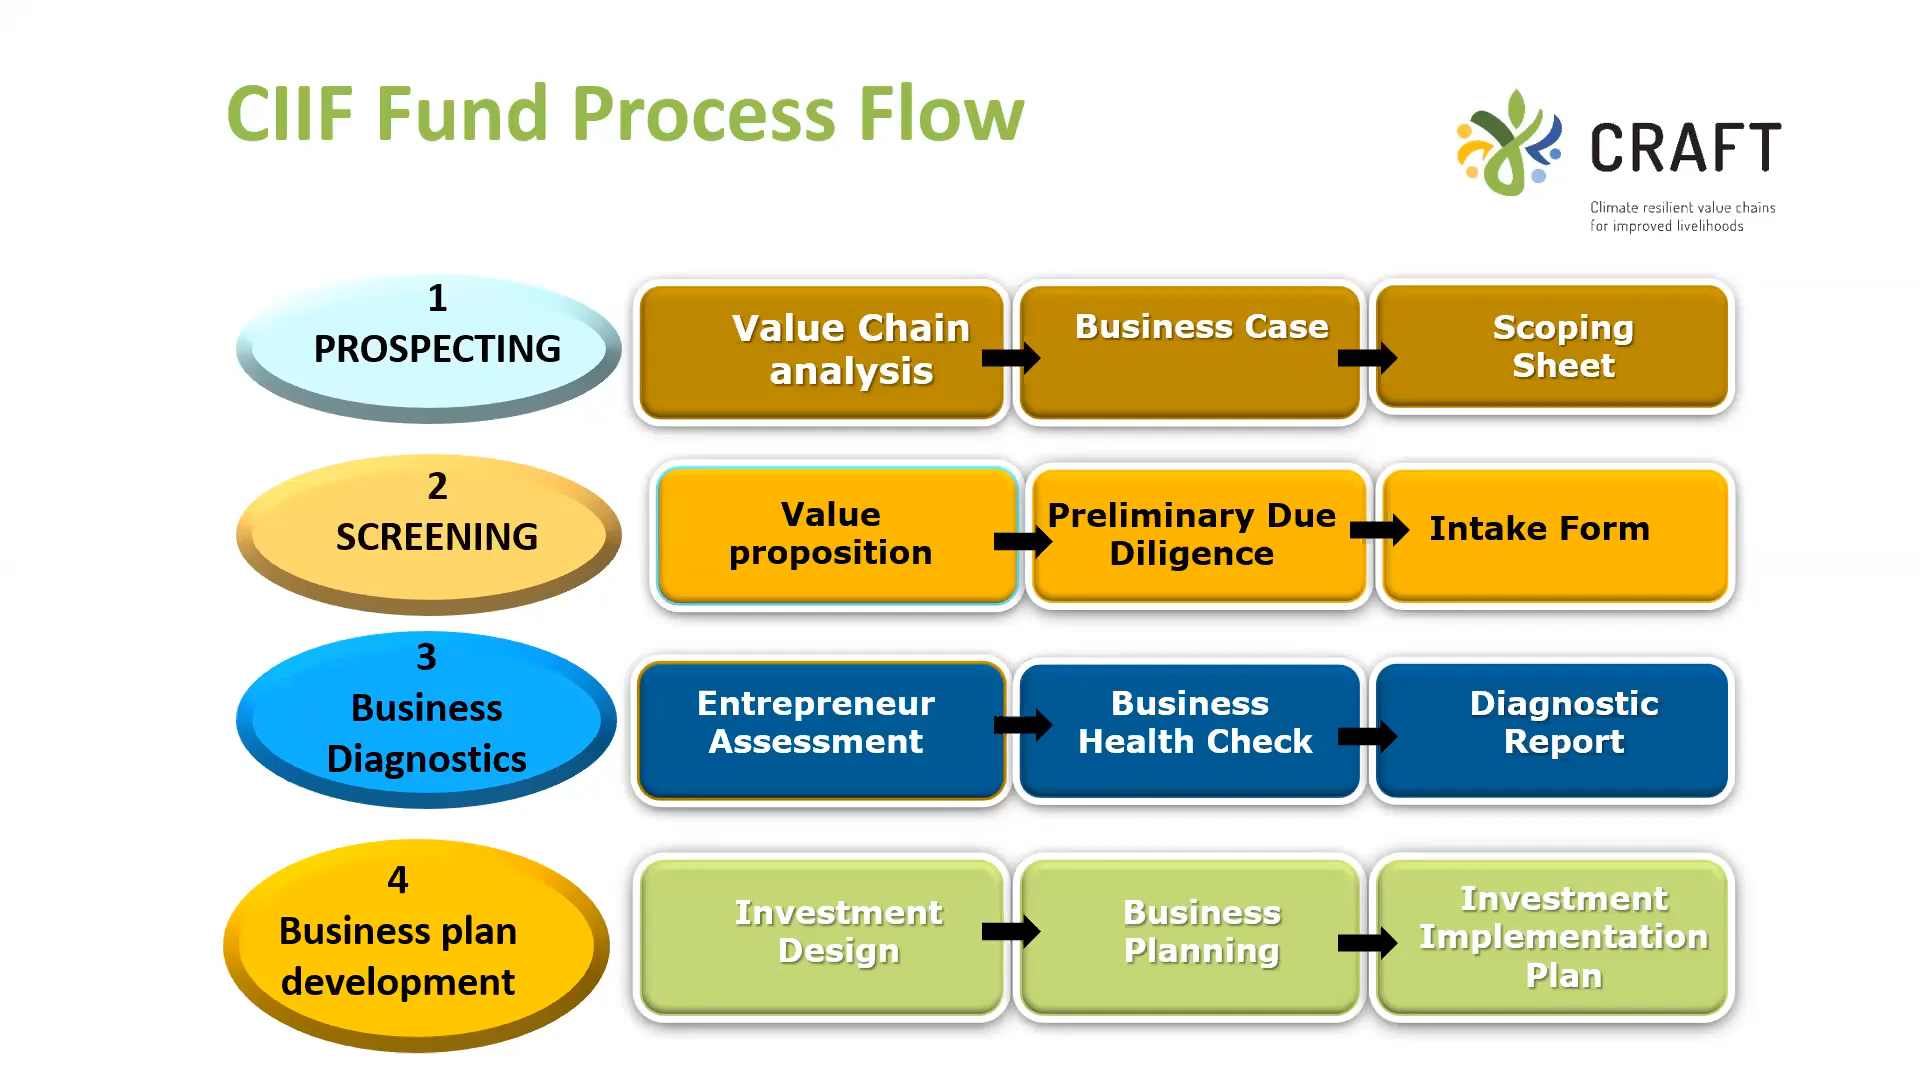 CIIF Fund Process Flow
CRAFT
Climate resilient value chains
for improved livelihoods
1
PROSPECTING
Value Chain
analysis
Business Case
Scoping
Sheet
2
SCREENING
Value
proposition
Preliminary Due
Diligence
Intake Form
3
Business
Diagnostics
Entrepreneur
Assessment
Business
Health Check
Diagnostic
Report
4
Business plan
development
Investment
Design
Business
Planning
Investment
Implementation
Plan